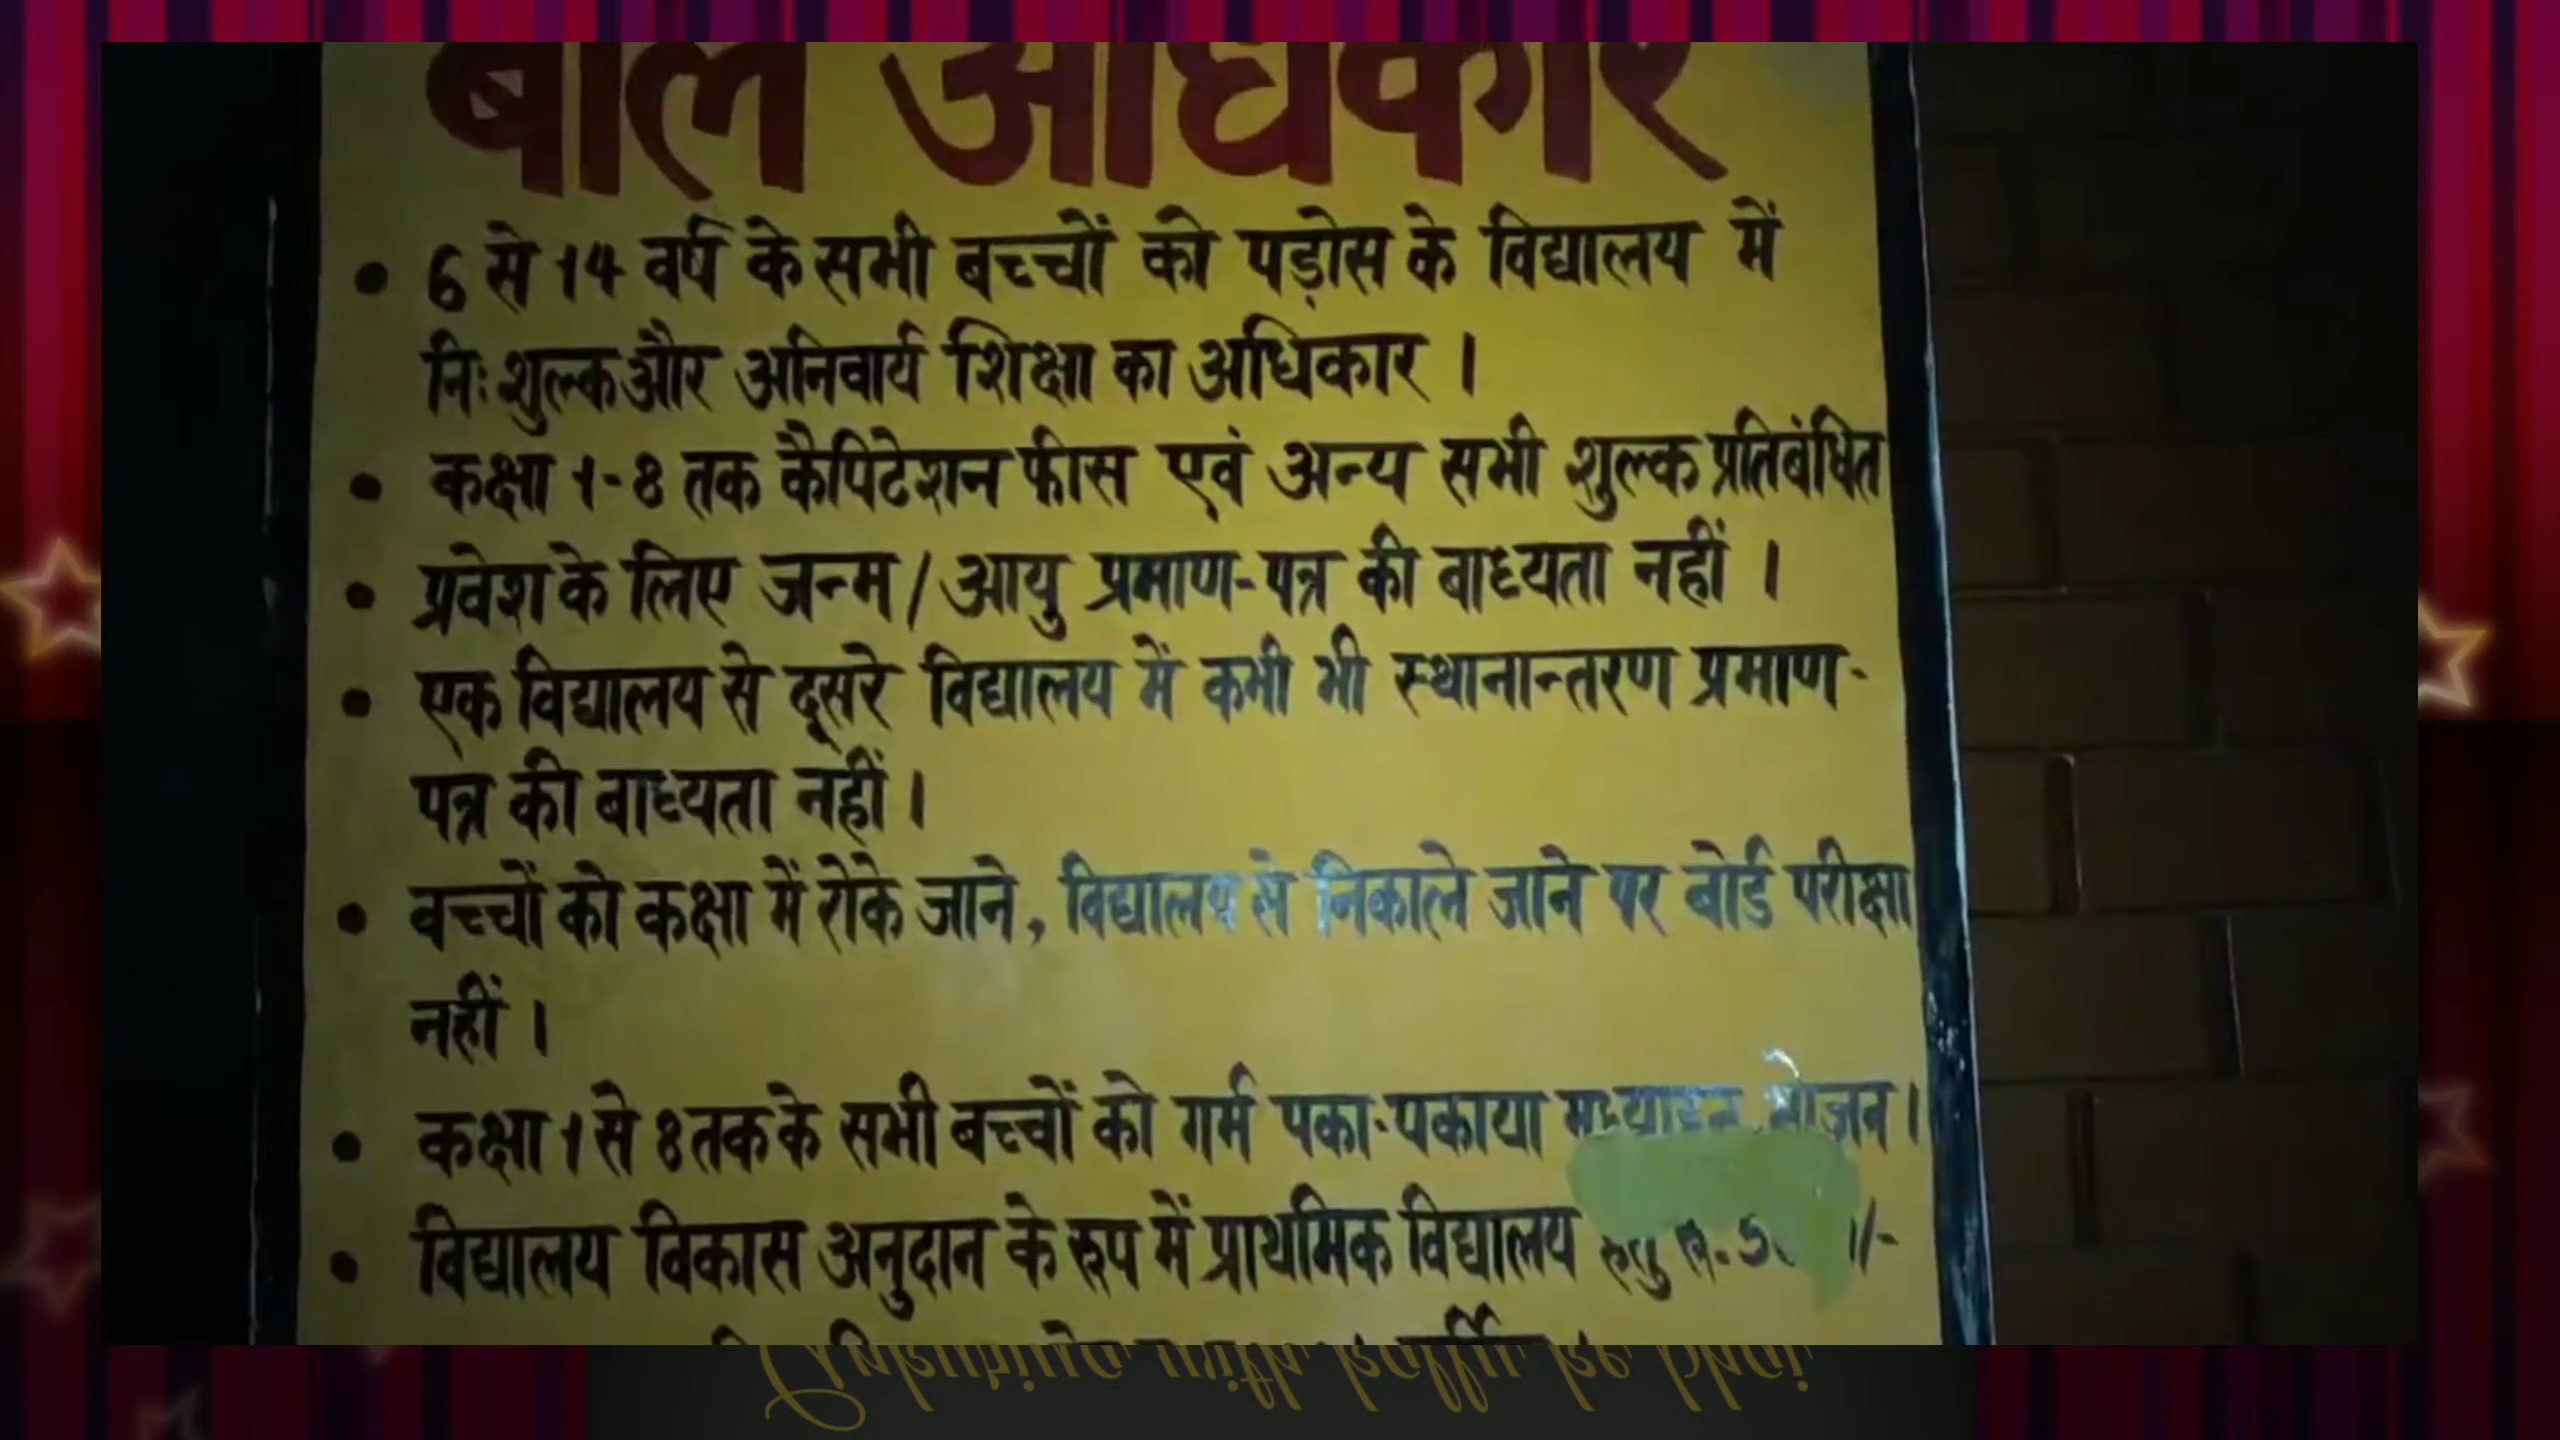 बाल अधिकार
• 6 से 14 वर्ष के सभी बच्चों को पड़ोस के विद्यालय में
निः शुल्क और अनिवार्य शिक्षा का अधिकार ।
• कक्षा 1-8 तक कैपिटेशन फीस एवं अन्य सभी शुल्क प्रतिबंधित
• प्रवेश के लिए जन्म/आयु प्रमाण-पत्र की बाध्यता नहीं ।
• एक विद्यालय से दूसरे विद्यालय में कभी भी स्थानान्तरण प्रमाण-
पत्र की बाध्यता नहीं ।
• बच्चों को कक्षा में रोके जाने, विद्यालय से निकाले जाने पर बोर्ड परीक्षा
नहीं ।
• कक्षा 1 से 8 तक के सभी बच्चों को गर्म पका-पकाया मध्याह्न भोजन।
• विद्यालय विकास अनुदान के रूप में प्राथमिक विद्यालय